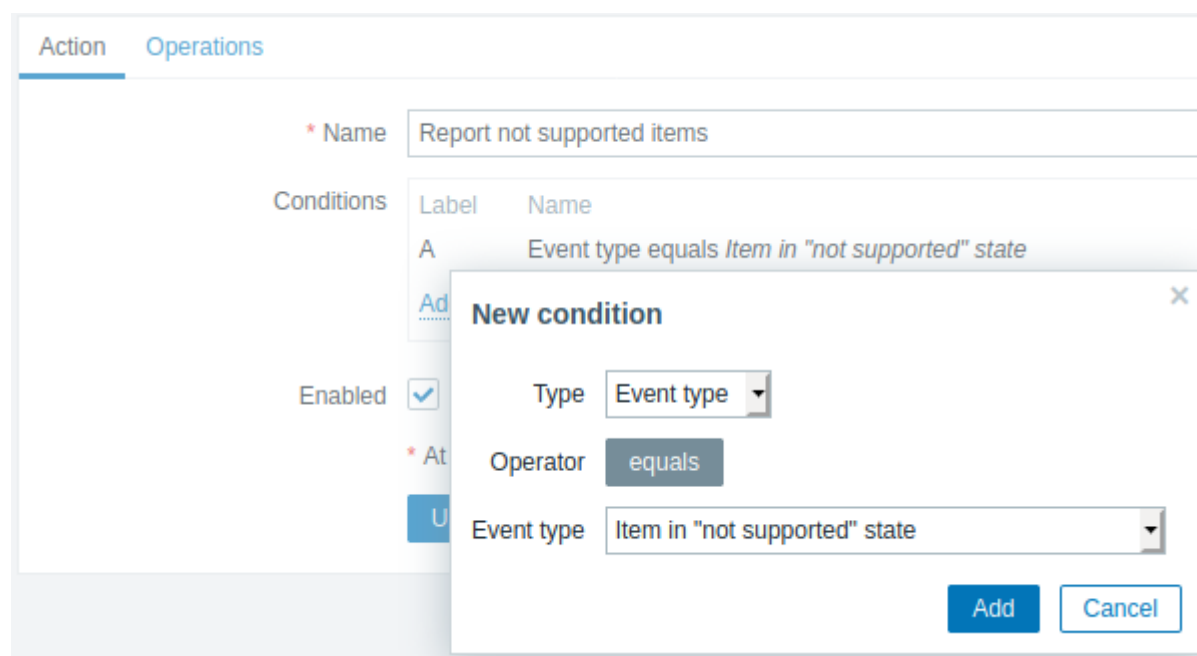 Action Operations
* Name Report not supported items
Conditions Label Name
A Event type equals Item in "not supported" state
Ad
New condition ×
Enabled
Type Event type
* At
Operator equals
U
Event type Item in "not supported" state
Add Cancel